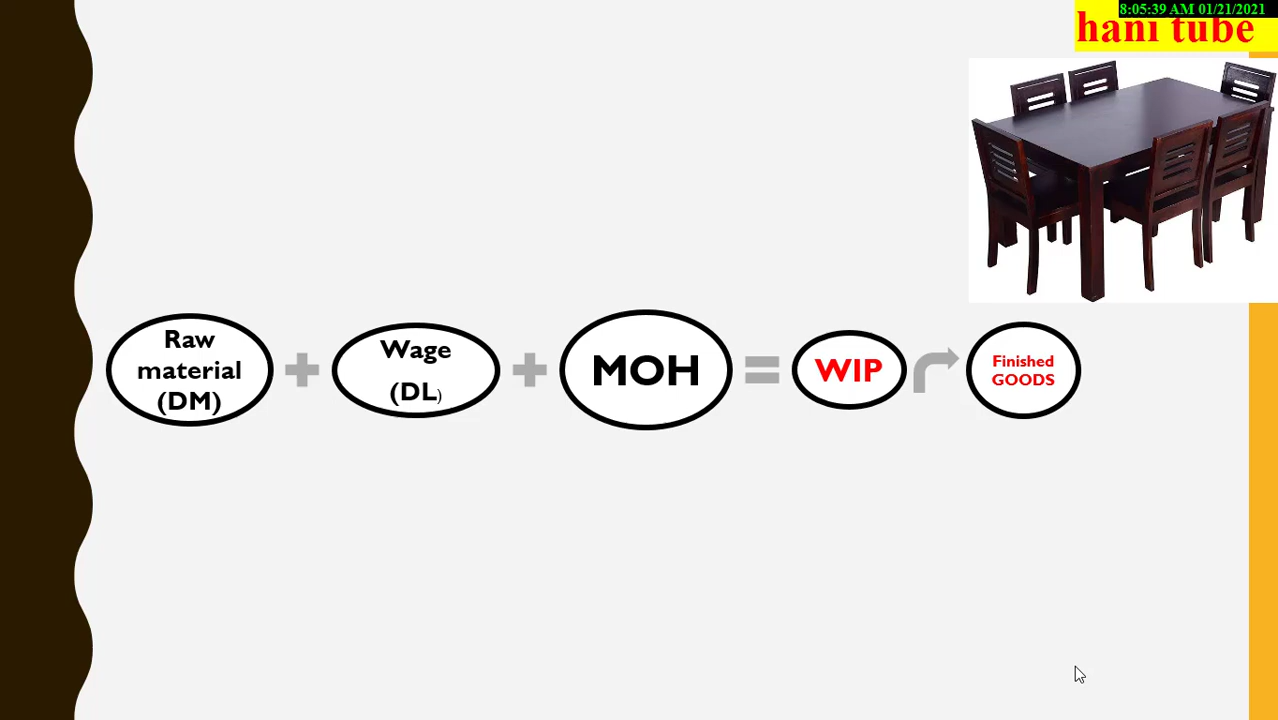 8:05:39 AM 01/21/2021
hani tube
Raw
material
(DM)
Wage
(DL)
MOH
WIP
Finished
GOODS